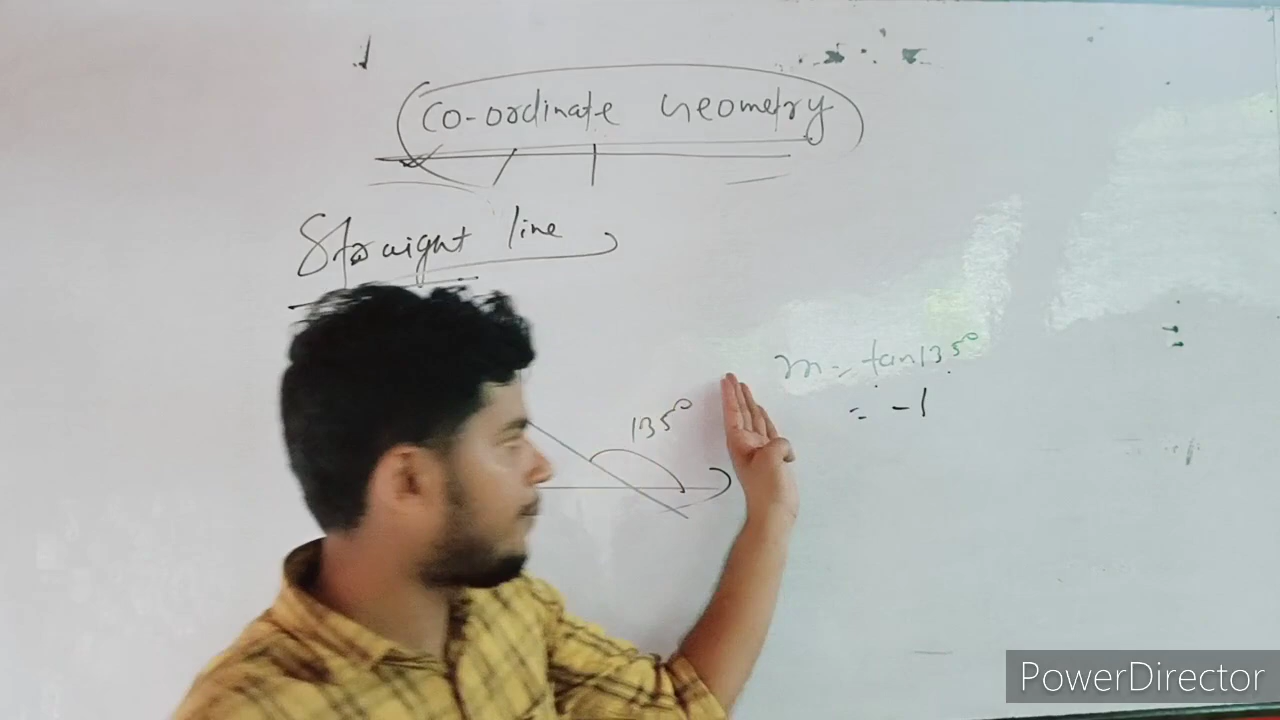 Co-ordinate Geometry
Straight line
135°
m = tan135°
= -1
PowerDirector